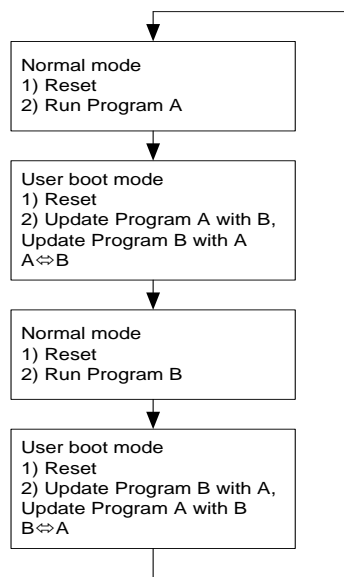 Normal mode
1) Reset
2) Run Program A
User boot mode
1) Reset
2) Update Program A with B,
Update Program B with A
A⇔B
Normal mode
1) Reset
2) Run Program B
User boot mode
1) Reset
2) Update Program B with A,
Update Program A with B
B⇔A